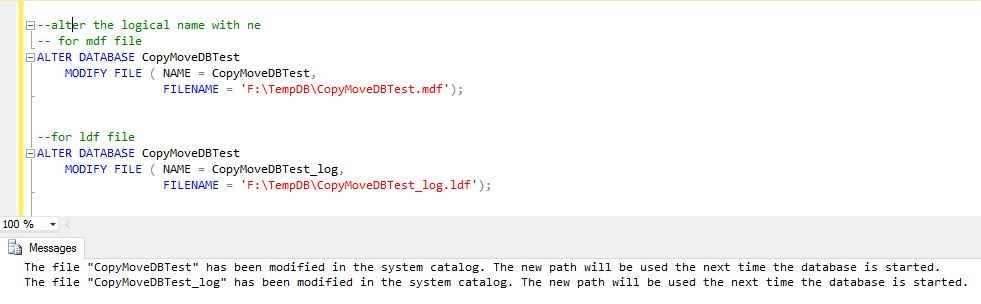 --alter the logical name with ne
-- for mdf file
ALTER DATABASE CopyMoveDBTest
MODIFY FILE ( NAME = CopyMoveDBTest,
FILENAME = 'F:\TempDB\CopyMoveDBTest.mdf');
--for ldf file
ALTER DATABASE CopyMoveDBTest
MODIFY FILE ( NAME = CopyMoveDBTest_log,
FILENAME = 'F:\TempDB\CopyMoveDBTest_log.ldf');
100 %
Messages
The file "CopyMoveDBTest" has been modified in the system catalog. The new path will be used the next time the database is started.
The file "CopyMoveDBTest_log" has been modified in the system catalog. The new path will be used the next time the database is started.